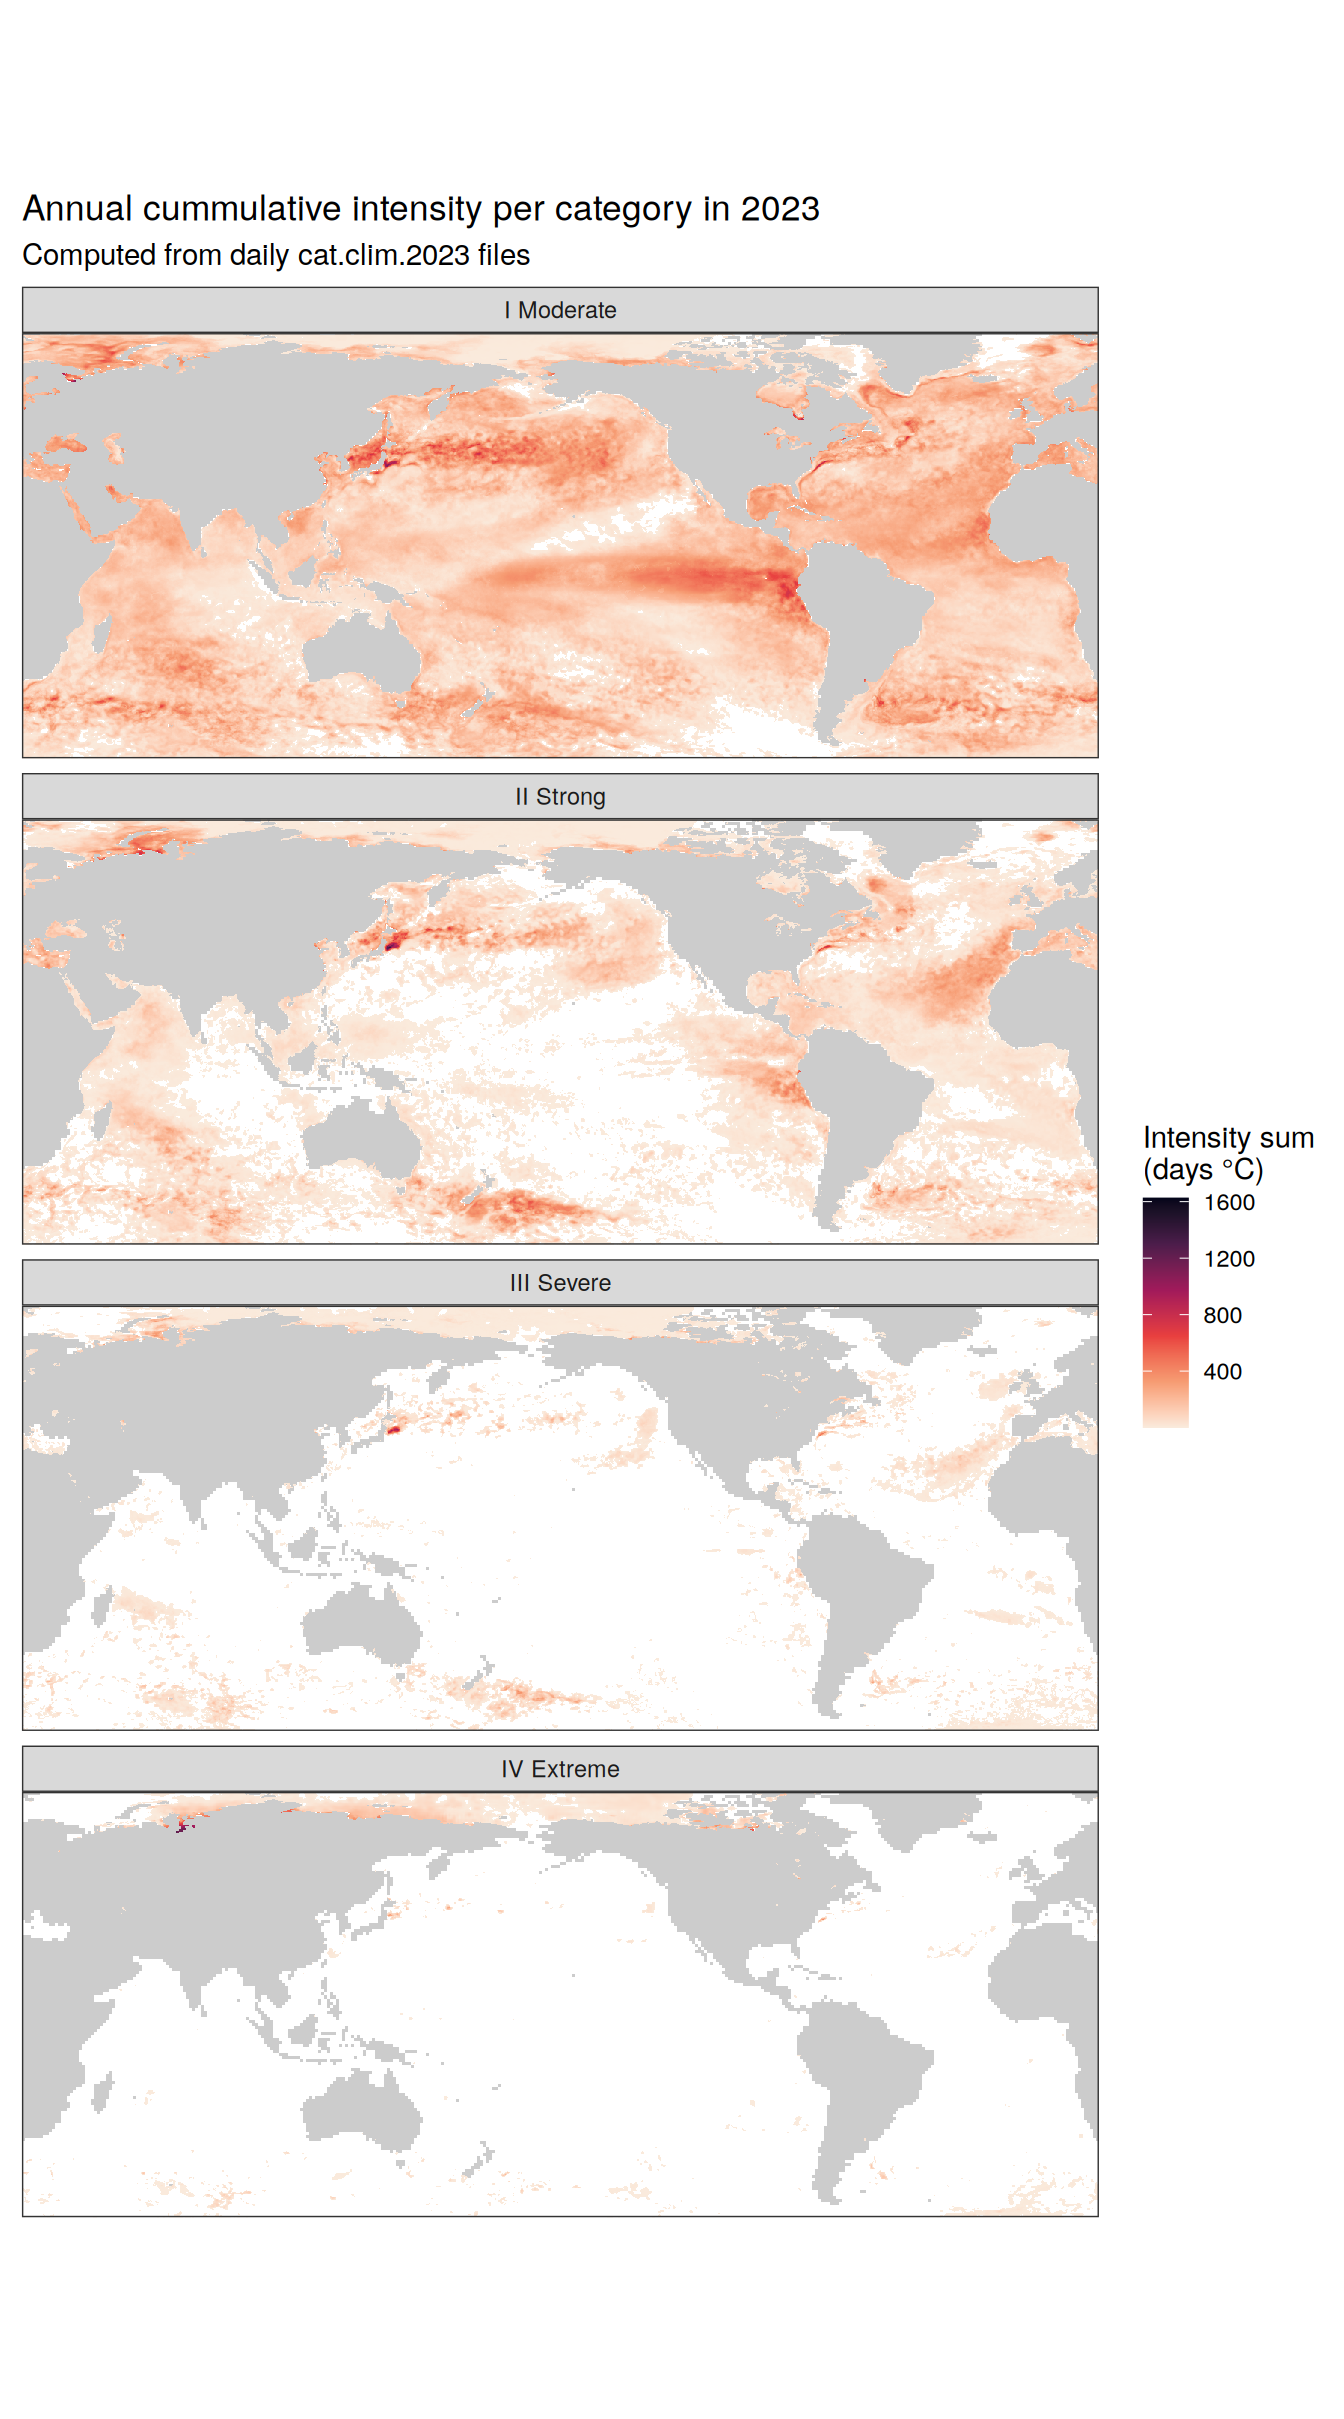 Annual cummulative intensity per category in 2023
Computed from daily cat.clim.2023 files
I Moderate
II Strong
III Severe
IV Extreme
Intensity sum
(days °C)
1600
1200
800
400